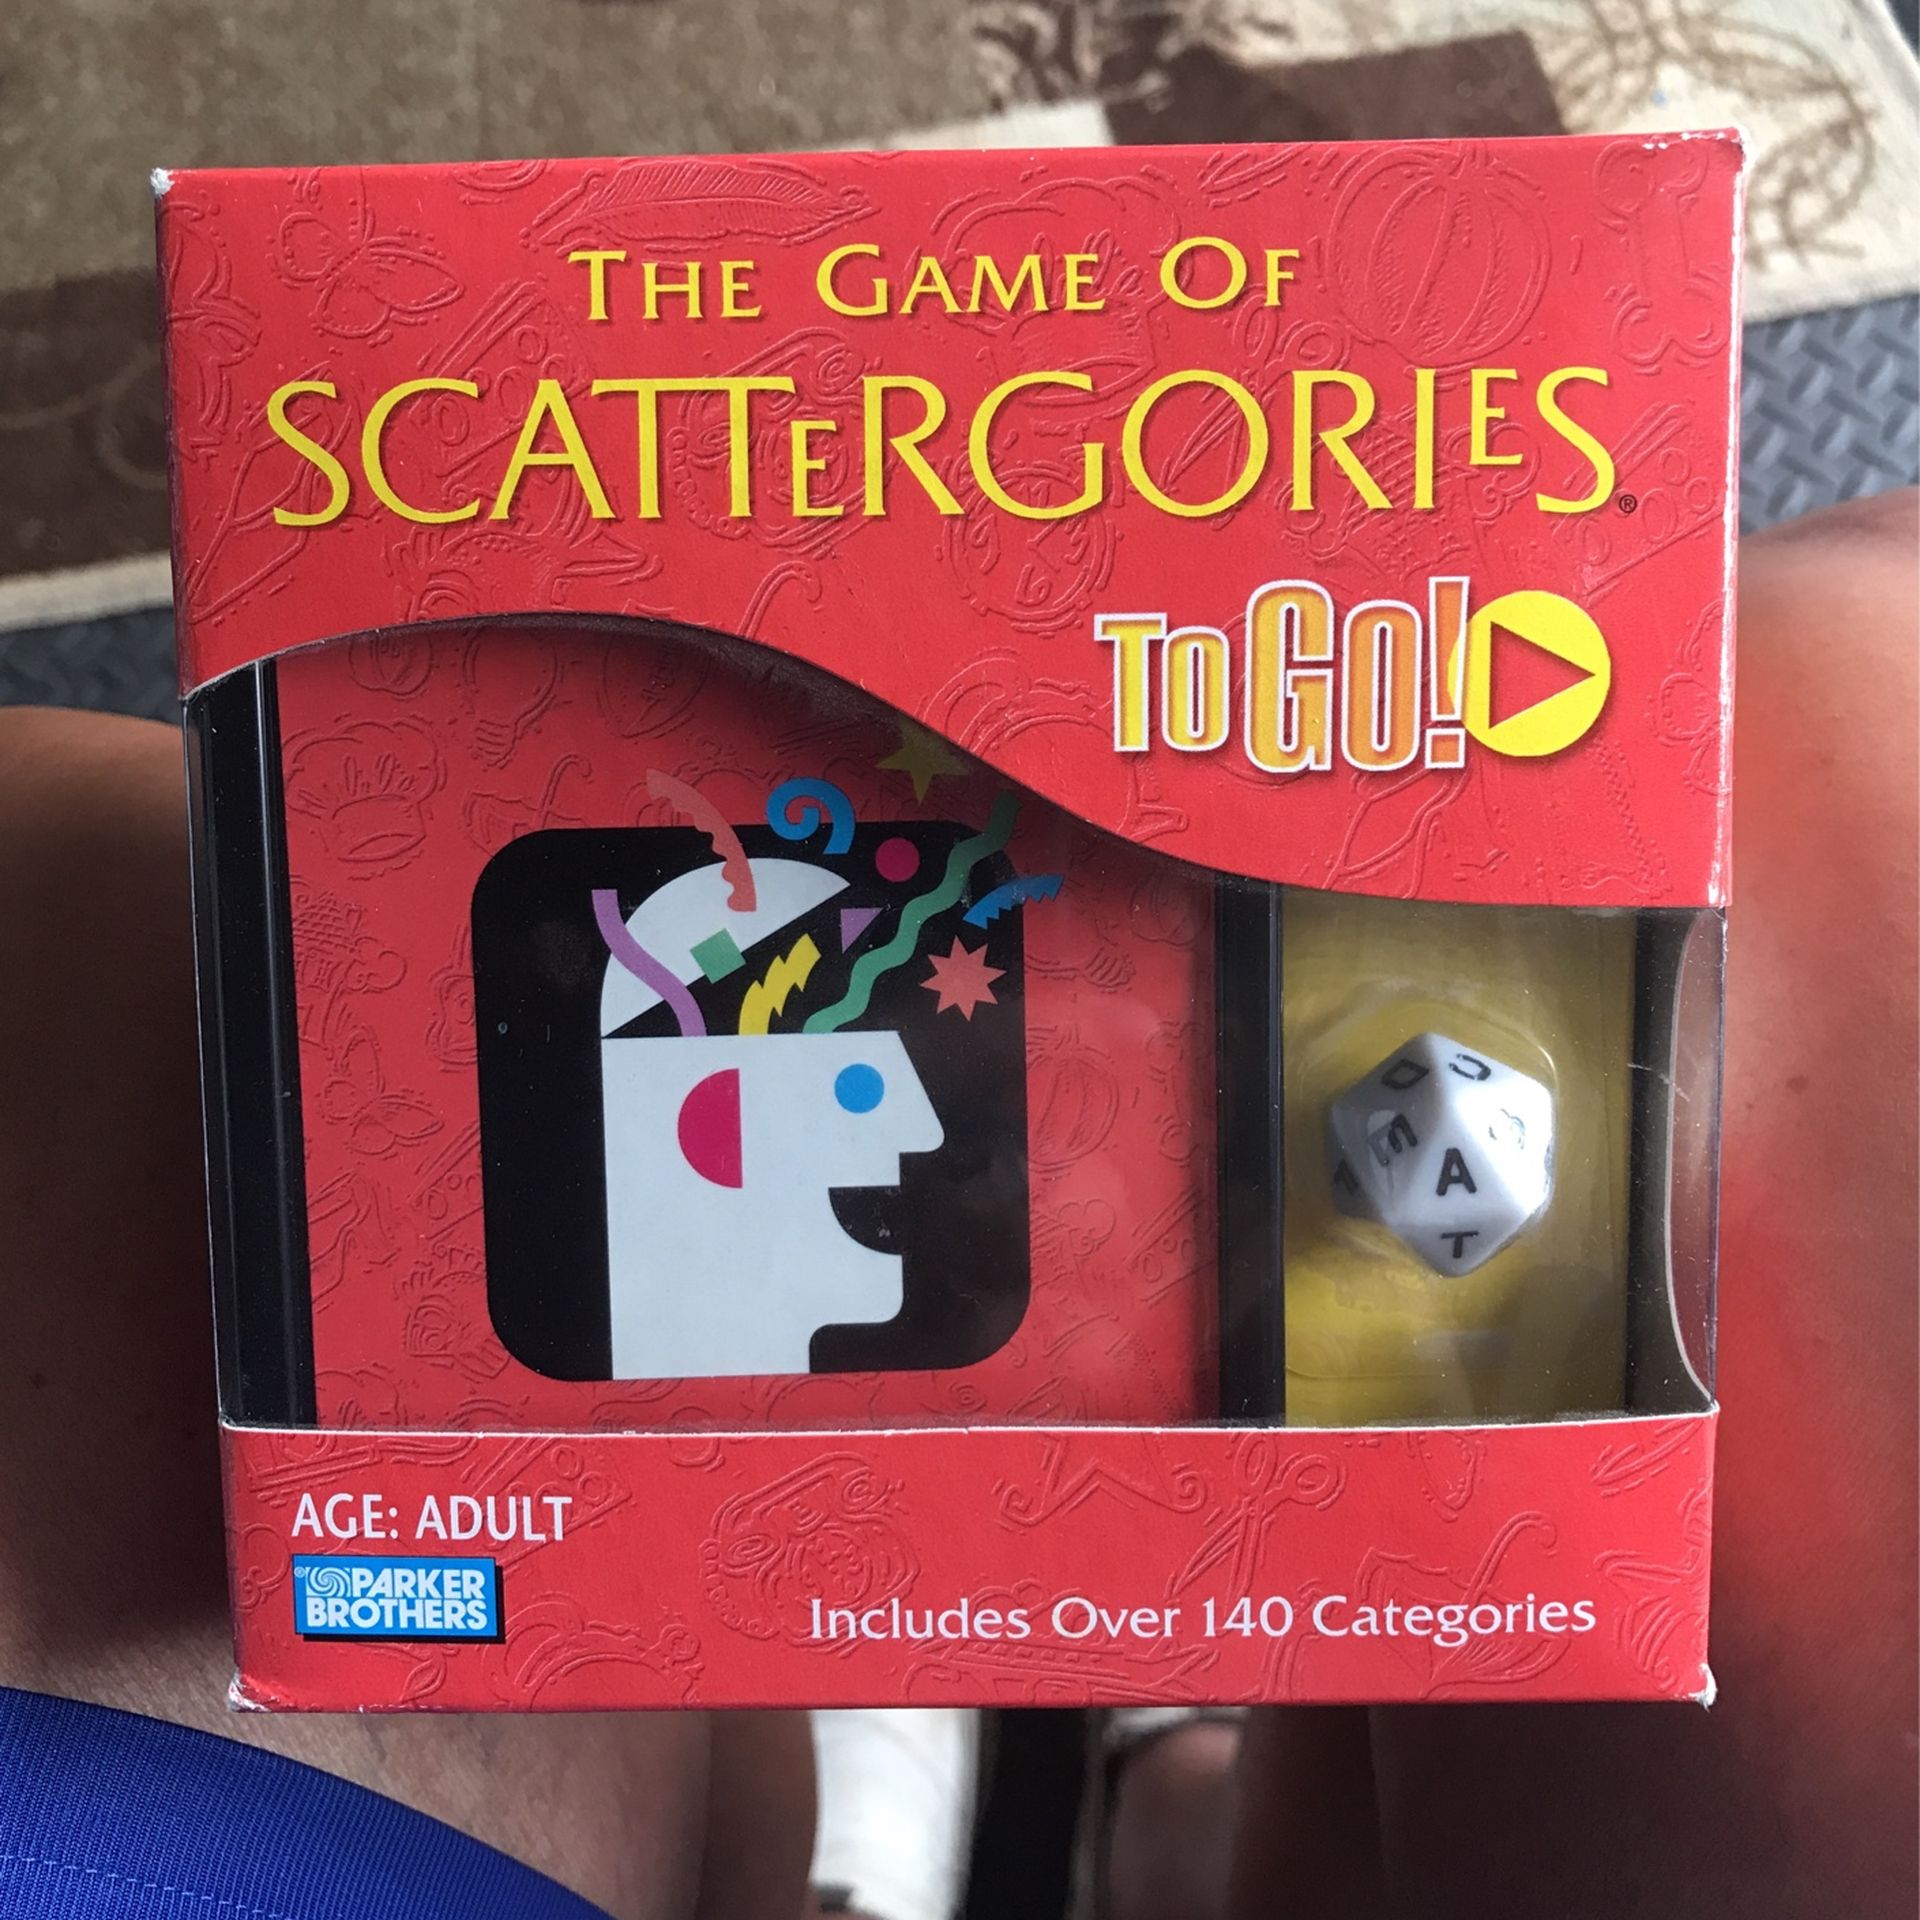 THE GAME OF
SCATTERGORIES®
TO GO!
D C
E A
T
AGE: ADULT
PARKER
BROTHERS
Includes Over 140 Categories